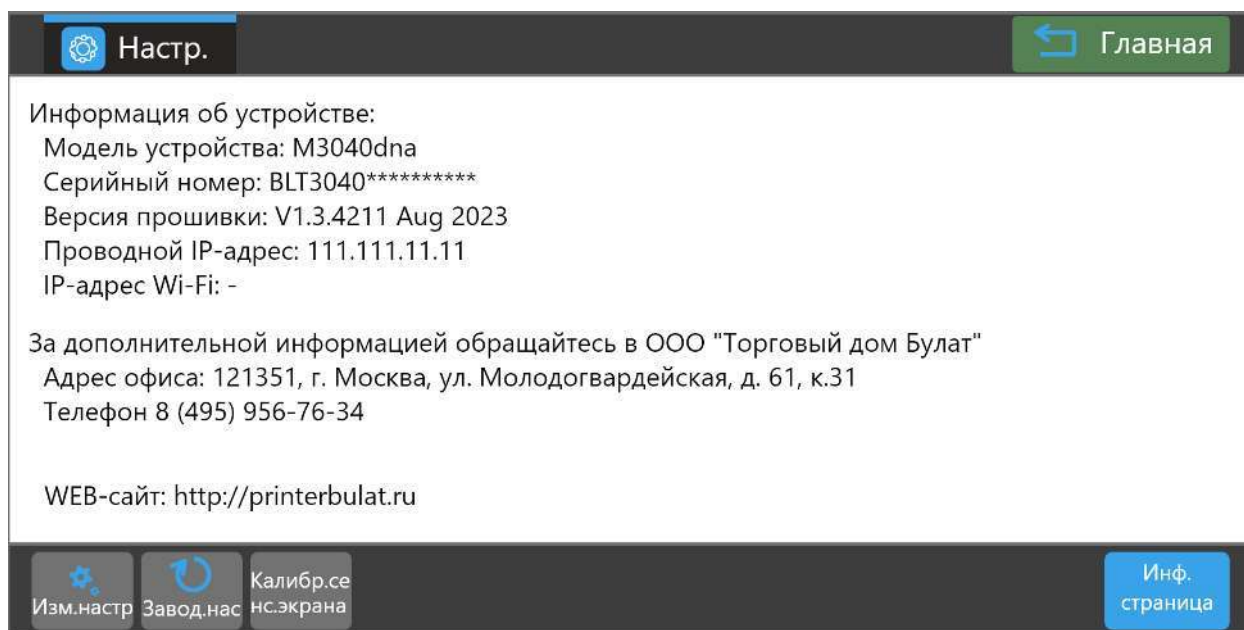 Настр.
Главная
Информация об устройстве:
Модель устройства: M3040dna
Серийный номер: BLT3040**********
Версия прошивки: V1.3.4211 Aug 2023
Проводной IP-адрес: 111.111.11.11
IP-адрес Wi-Fi: -
За дополнительной информацией обращайтесь в ООО "Торговый дом Булат"
Адрес офиса: 121351, г. Москва, ул. Молодогвардейская, д. 61, к.31
Телефон 8 (495) 956-76-34
WEB-сайт: http://printerbulat.ru
Изм.настр
Завод.нас
Калибр.се
нс.экрана
Инф.
страница